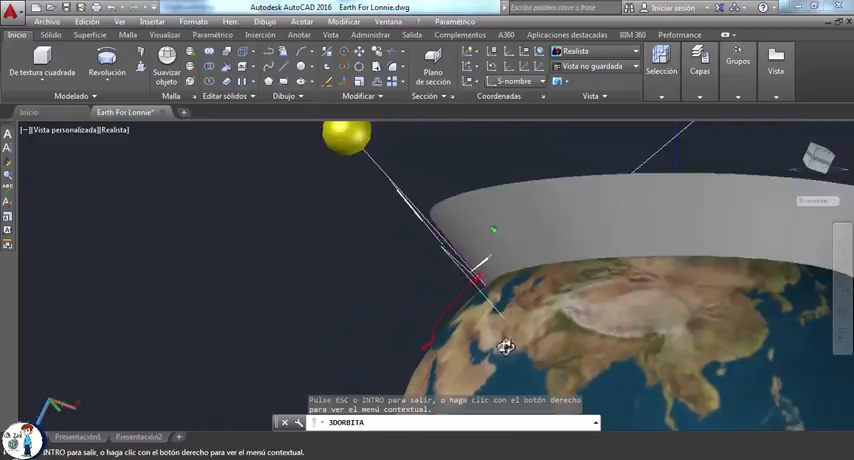 Autodesk AutoCAD 2016 Earth For Lonnie.dwg
Iniciar sesión
Archivo Edición Ver Insertar Formato Herr. Dibujo Acotar Modificar Ventana ? Paramétrico
Inicio Sólido Superficie Malla Visualizar Paramétrico Inserción Anotar Vista Administrar Salida Complementos A360 Aplicaciones destacadas BIM 360 Performance
De textura cuadrada
Revolución
Suavizar objeto
Plano de sección
Realista
Vista no guardada
S-nombre
Selección
Capas
Grupos
Vista
Modelado Malla Editar sólidos Dibujo Modificar Sección Coordenadas Vista
Inicio Earth For Lonnie*
[−][Vista personalizada][Realista]
Pulse ESC o INTRO para salir, o haga clic con el botón derecho
para ver el menú contextual.
3DORBITA
Presentación1 Presentación2
INTRO para salir, o haga clic con el botón derecho para ver el menú contextual.